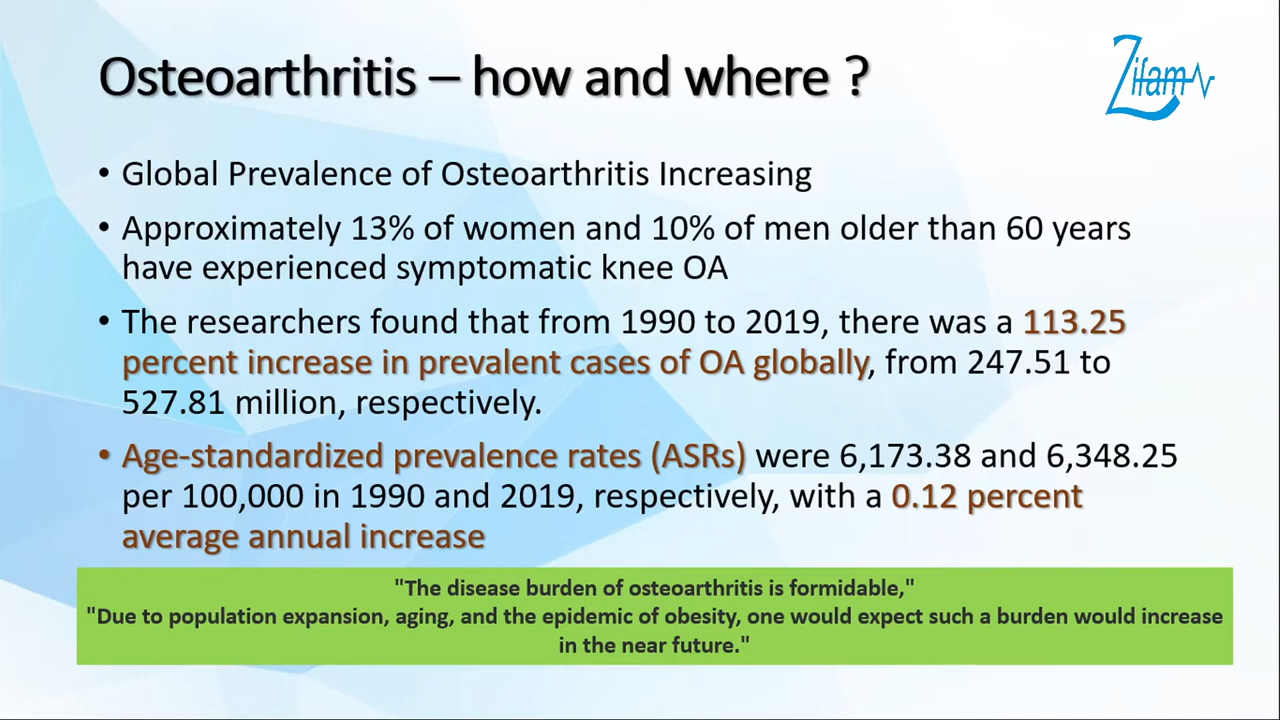 Osteoarthritis – how and where ?
Zifam
• Global Prevalence of Osteoarthritis Increasing
• Approximately 13% of women and 10% of men older than 60 years
have experienced symptomatic knee OA
• The researchers found that from 1990 to 2019, there was a 113.25
percent increase in prevalent cases of OA globally, from 247.51 to
527.81 million, respectively.
• Age-standardized prevalence rates (ASRs) were 6,173.38 and 6,348.25
per 100,000 in 1990 and 2019, respectively, with a 0.12 percent
average annual increase
"The disease burden of osteoarthritis is formidable,"
"Due to population expansion, aging, and the epidemic of obesity, one would expect such a burden would increase
in the near future."